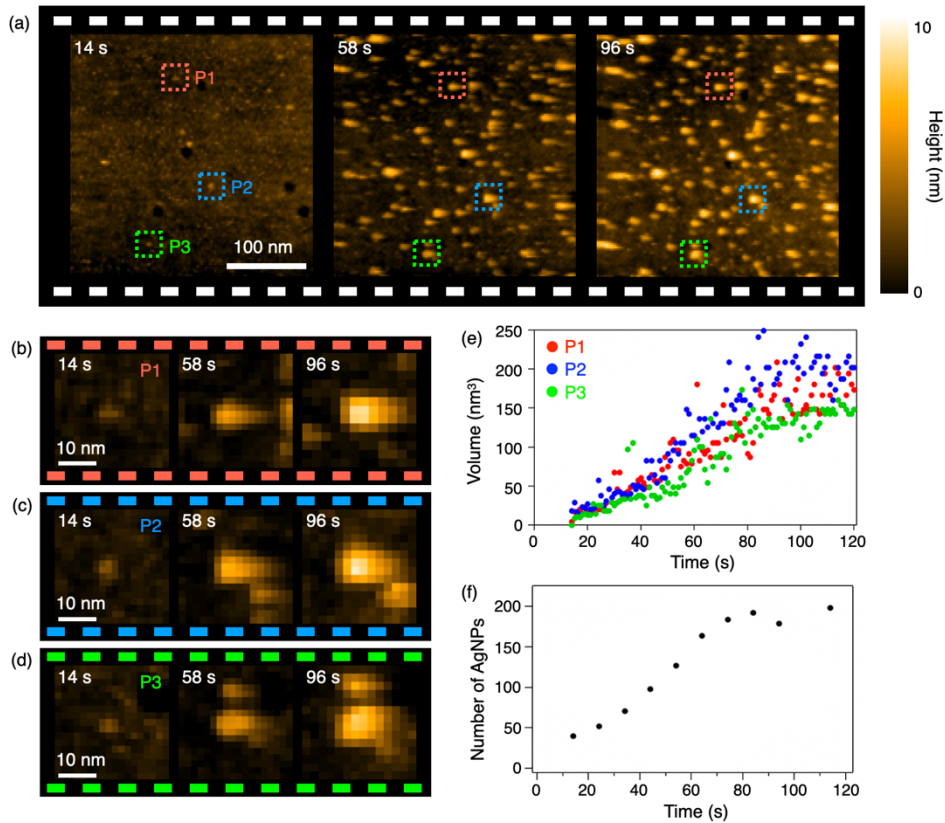 (a)
14 s
58 s
96 s
10
P1
P2
P3
100 nm
Height (nm)
0
(b)
14 s
P1
58 s
96 s
10 nm
(c)
14 s
P2
58 s
96 s
10 nm
(d)
14 s
P3
58 s
96 s
10 nm
(e)
250
200
150
100
50
0
P1
P2
P3
Volume (nm³)
0 20 40 60 80 100 120
Time (s)
(f)
200
150
100
50
0
Number of AgNPs
0 20 40 60 80 100 120
Time (s)